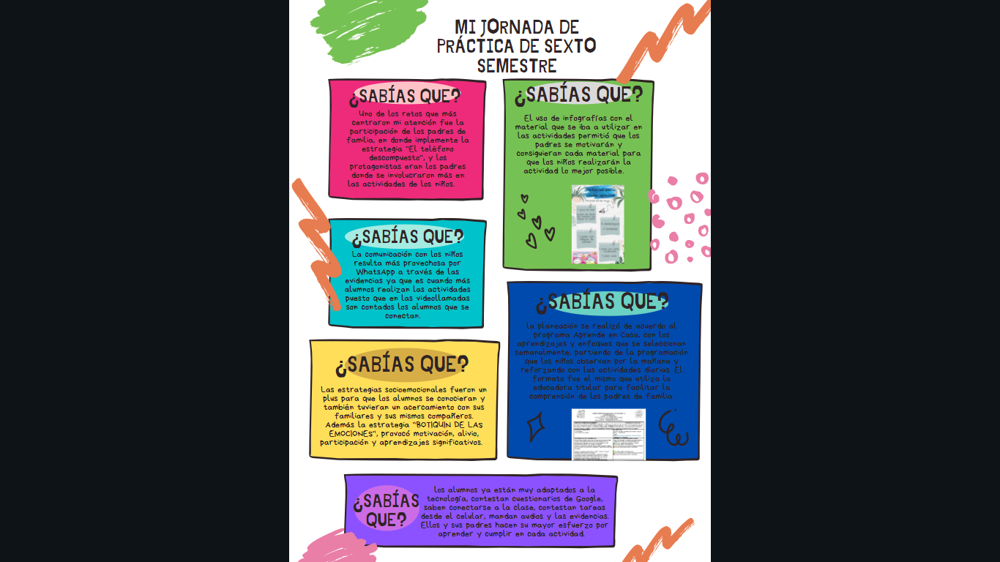 MI JORNADA DE
PRÁCTICA DE SEXTO
SEMESTRE
¿SABÍAS QUE?
Uno de los retos que más
centraron mi atención fue la
participación de los padres de
familia, en donde implemente la
estrategia "El teléfono
descompuesto", y los
protagonistas eran los padres
donde se involucraron más en
las actividades de los niños.
¿SABÍAS QUE?
El uso de infografías con el
material que se iba a utilizar en
las actividades permitió que los
padres se motivarán y
consiguieran cada material para
que los niños realizarán la
actividad lo mejor posible.
¿SABÍAS QUE?
La comunicación con los niños
resulta más provechosa por
WhatsApp a través de las
evidencias ya que es cuando más
alumnos realizan las actividades
puesto que en las videollamadas
son contados los alumnos que se
conectan.
¿SABÍAS QUE?
la planeación se realizó de acuerdo al
programa Aprende en Casa, con los
aprendizajes y enfoques que se seleccionan
semanalmente, partiendo de la programación
que los niños observan por la mañana y
reforzando con las actividades diarias. El
formato fue el mismo que utiliza la
educadora titular para facilitar la
comprensión de los padres de familia.
¿SABÍAS QUE?
Las estrategias socioemocionales fueron un
plus para que los alumnos se conocieran y
también tuvieran un acercamiento con sus
familiares y sus mismos compañeros.
Además la estrategia "BOTIQUÍN DE LAS
EMOCIONES", provocó motivación, alivio,
participación y aprendizajes significativos.
¿SABÍAS
QUE?
los alumnos ya están muy adaptados a la
tecnología, contestan cuestionarios de Google,
saben conectarse a la clase, contestan tareas
desde el celular, mandan audios y las evidencias.
Ellos y sus padres hacen su mayor esfuerzo por
aprender y cumplir en cada actividad.